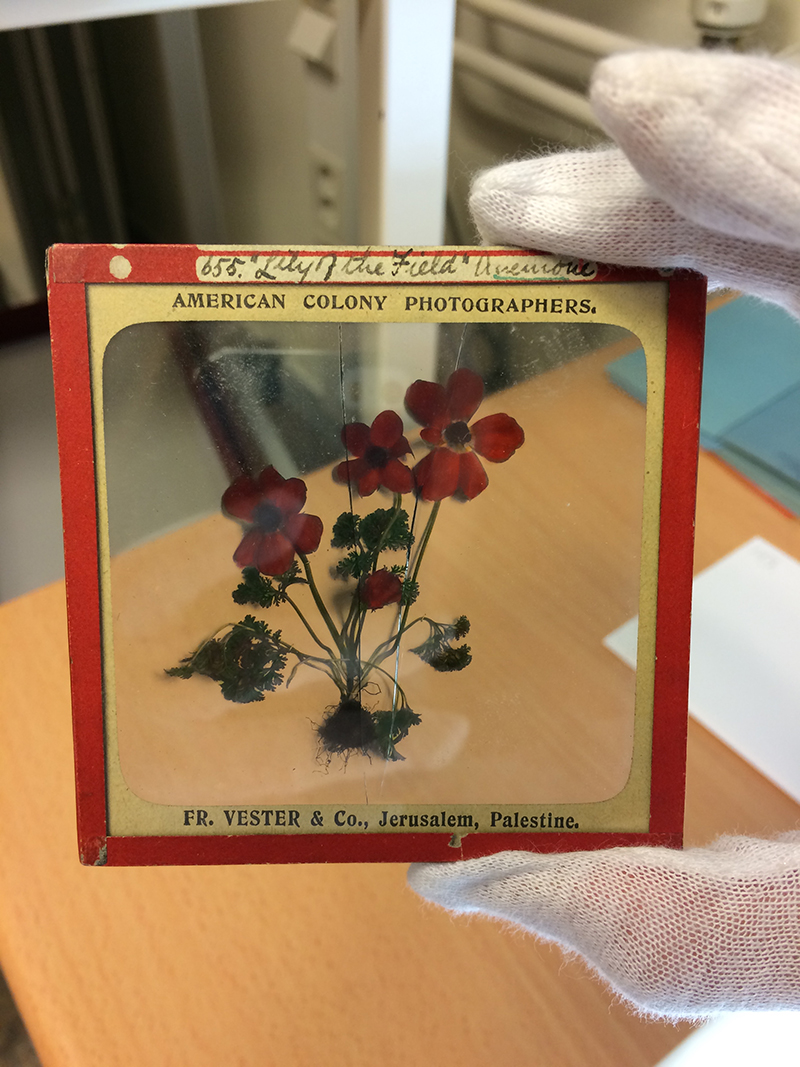 655. "Lily of the Field" Anemone
AMERICAN COLONY PHOTOGRAPHERS.
FR. VESTER & Co., Jerusalem, Palestine.